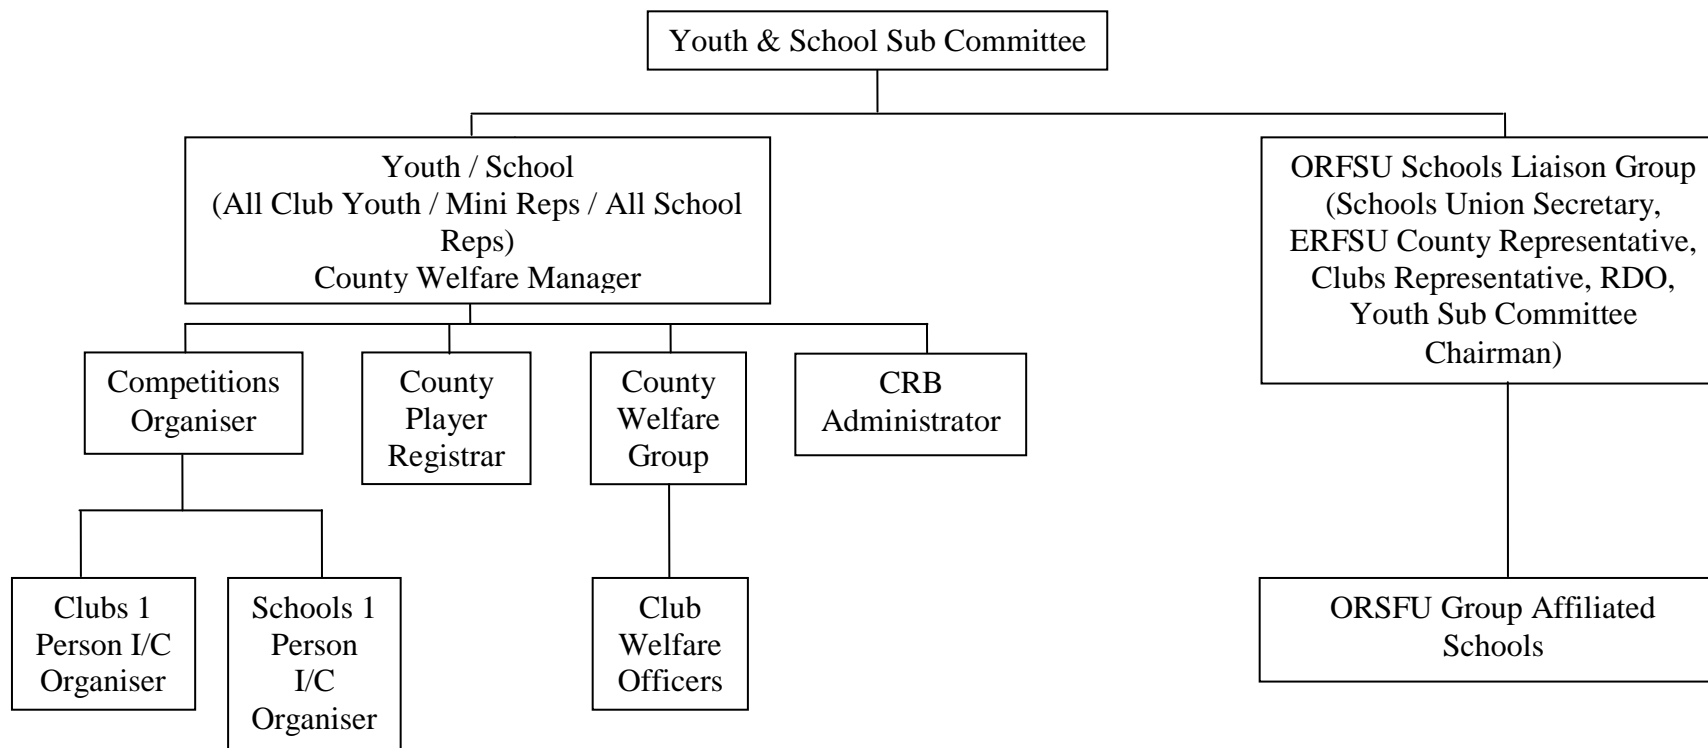 Youth & School Sub Committee
Youth / School
(All Club Youth / Mini Reps / All School
Reps)
County Welfare Manager
ORFSU Schools Liaison Group
(Schools Union Secretary,
ERFSU County Representative,
Clubs Representative, RDO,
Youth Sub Committee
Chairman)
Competitions
Organiser
County
Player
Registrar
County
Welfare
Group
CRB
Administrator
Clubs 1
Person I/C
Organiser
Schools 1
Person
I/C
Organiser
Club
Welfare
Officers
ORSFU Group Affiliated
Schools